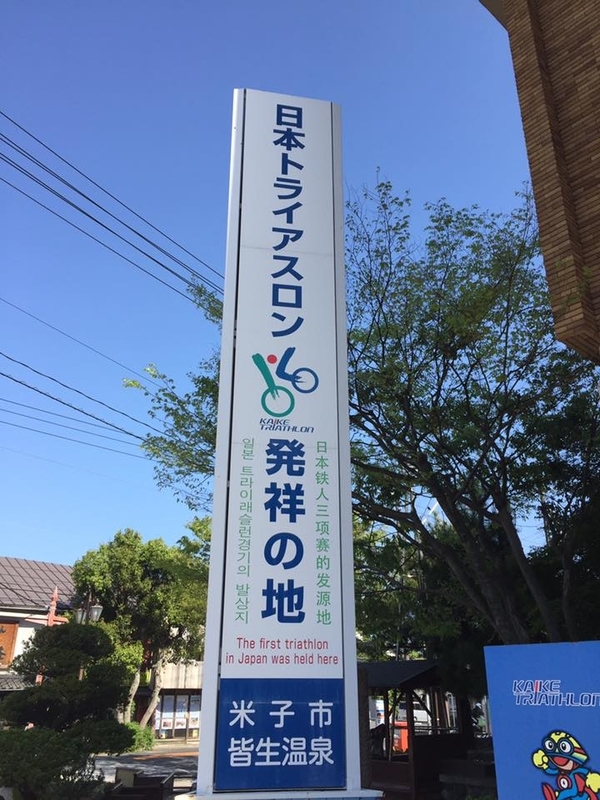 日本トライアスロン
KAIKE
TRIATHLON
発祥の地
日本铁人三项赛的发源地
일본 트라이애슬런경기의 발상지
The first triathlon
in Japan was held here
米子市
皆生温泉
KAIKE
TRIATHLON